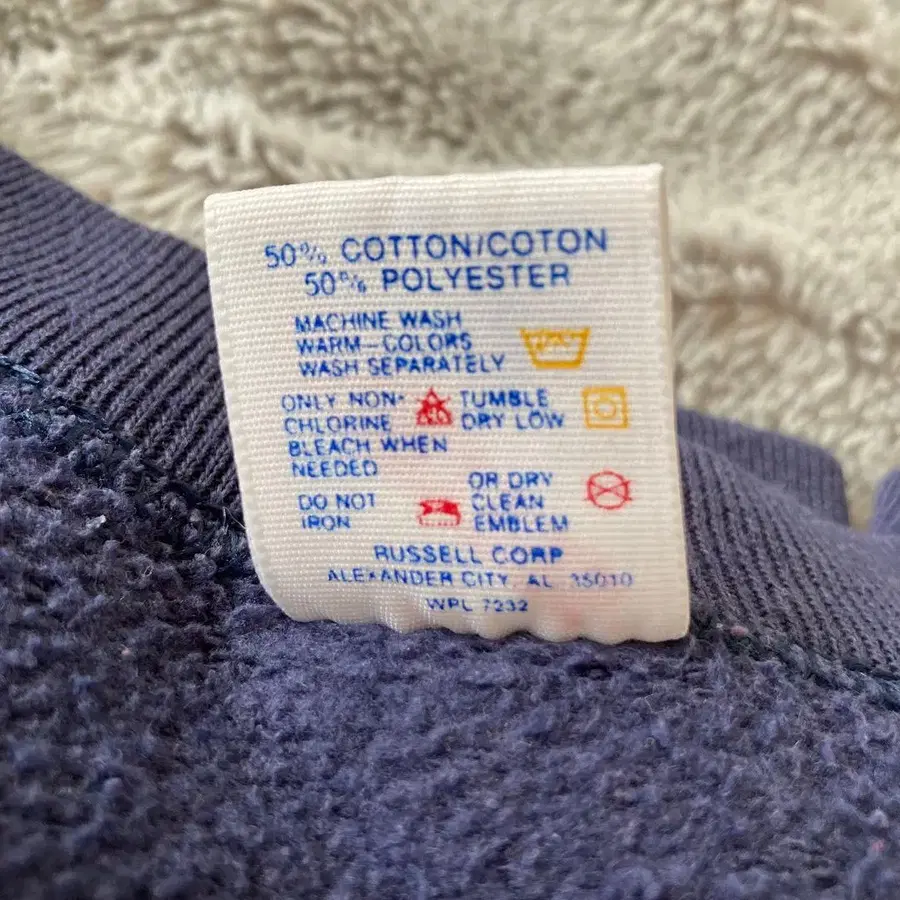 50% COTTON/COTON
50% POLYESTER
MACHINE WASH
WARM-COLORS
WASH SEPARATELY
ONLY NON-
CHLORINE
BLEACH WHEN
NEEDED
TUMBLE
DRY LOW
DO NOT
IRON
OR DRY
CLEAN
EMBLEM
RUSSELL CORP
ALEXANDER CITY, AL 35010
WPL 7232